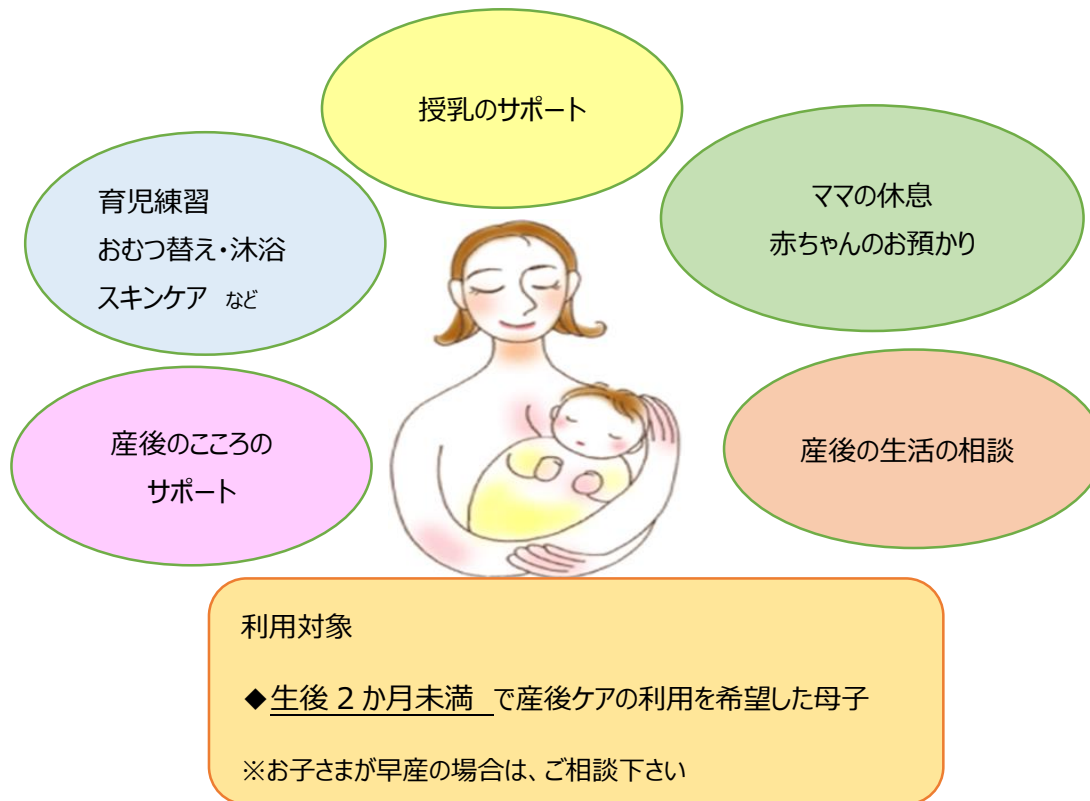 授乳のサポート
育児練習
おむつ替え・沐浴
スキンケア など
ママの休息
赤ちゃんのお預かり
産後のこころの
サポート
産後の生活の相談
利用対象
◆生後 2 か月未満 で産後ケアの利用を希望した母子
※お子さまが早産の場合は、ご相談下さい